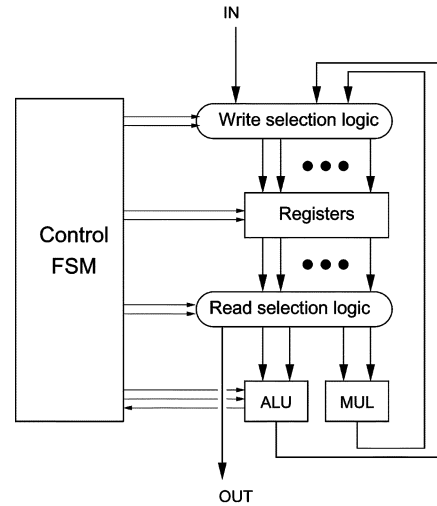 IN
Write selection logic
Registers
Control
FSM
Read selection logic
ALU
MUL
OUT